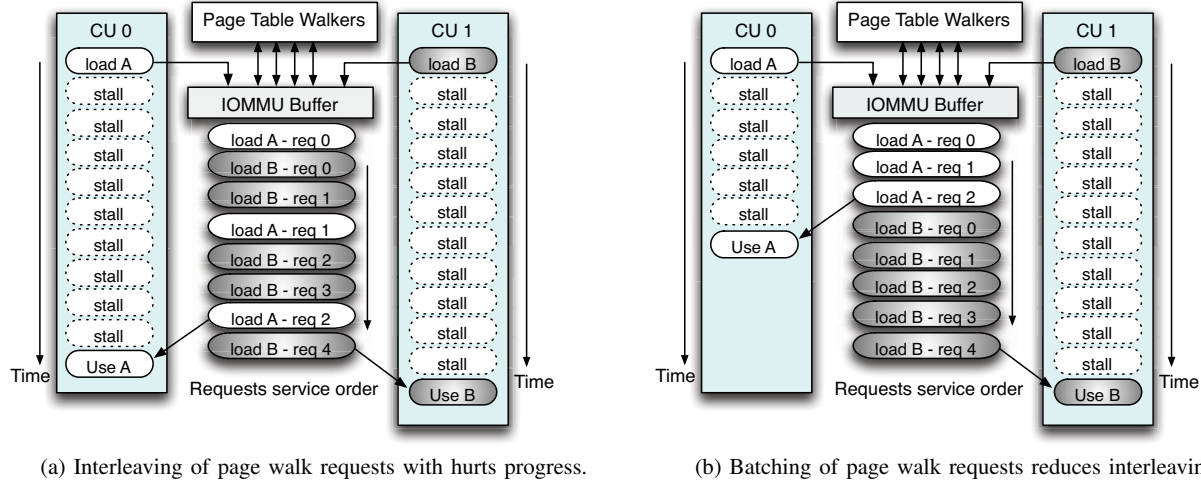 Page Table Walkers
CU 0
load A
stall
stall
stall
stall
stall
stall
stall
stall
stall
Use A
Time
IOMMU Buffer
load A - req 0
load B - req 0
load B - req 1
load A - req 1
load B - req 2
load B - req 3
load A - req 2
load B - req 4
Requests service order
CU 1
load B
stall
stall
stall
stall
stall
stall
stall
stall
stall
stall
Use B
Time
(a) Interleaving of page walk requests with hurts progress.
Page Table Walkers
CU 0
load A
stall
stall
stall
stall
stall
Use A
Time
IOMMU Buffer
load A - req 0
load A - req 1
load A - req 2
load B - req 0
load B - req 1
load B - req 2
load B - req 3
load B - req 4
Requests service order
CU 1
load B
stall
stall
stall
stall
stall
stall
stall
stall
stall
stall
Use B
Time
(b) Batching of page walk requests reduces interleavin